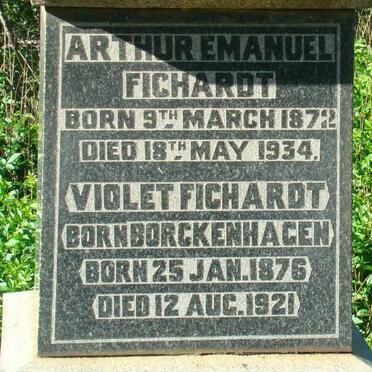 ARTHUR EMANUEL
FICHARDT
BORN 9TH MARCH 1872
DIED 18TH MAY 1934.
VIOLET FICHARDT
BORN BORCKENHAGEN
BORN 25 JAN. 1876
DIED 12 AUG. 1921